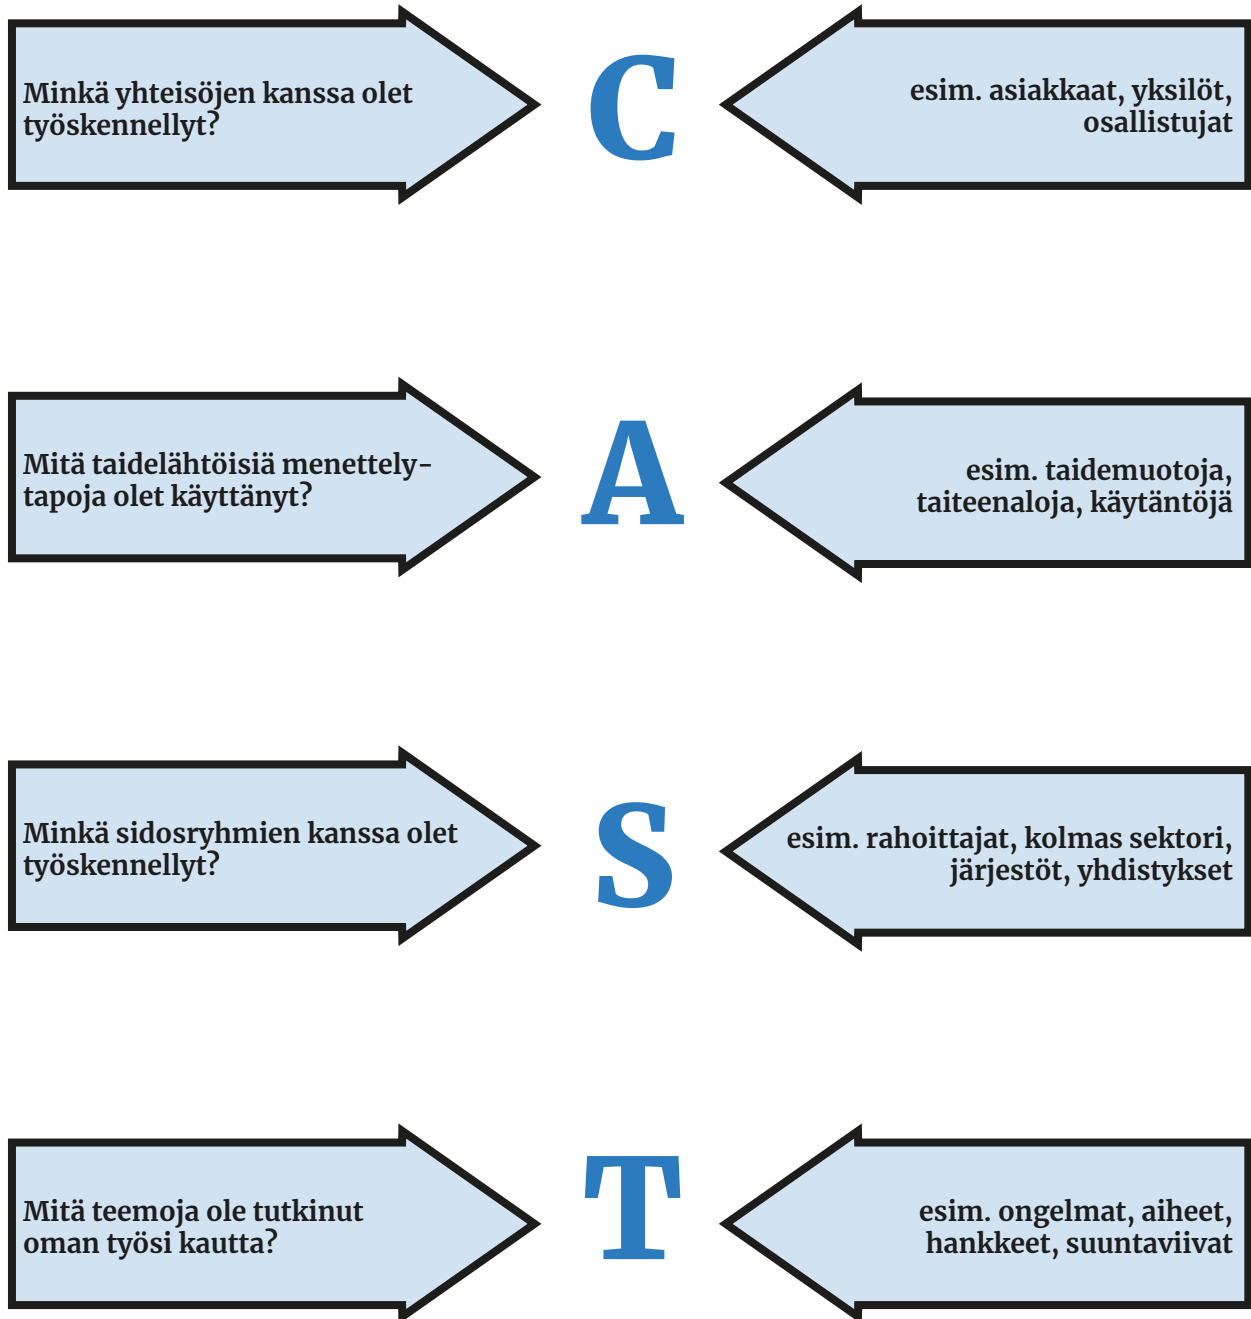 Minkä yhteisöjen kanssa olet
työskennellyt?
C
esim. asiakkaat, yksilöt,
osallistujat
Mitä taidelähtöisiä menettely-
tapoja olet käyttänyt?
A
esim. taidemuotoja,
taiteenaloja, käytäntöjä
Minkä sidosryhmien kanssa olet
työskennellyt?
S
esim. rahoittajat, kolmas sektori,
järjestöt, yhdistykset
Mitä teemoja ole tutkinut
oman työsi kautta?
T
esim. ongelmat, aiheet,
hankkeet, suuntaviivat